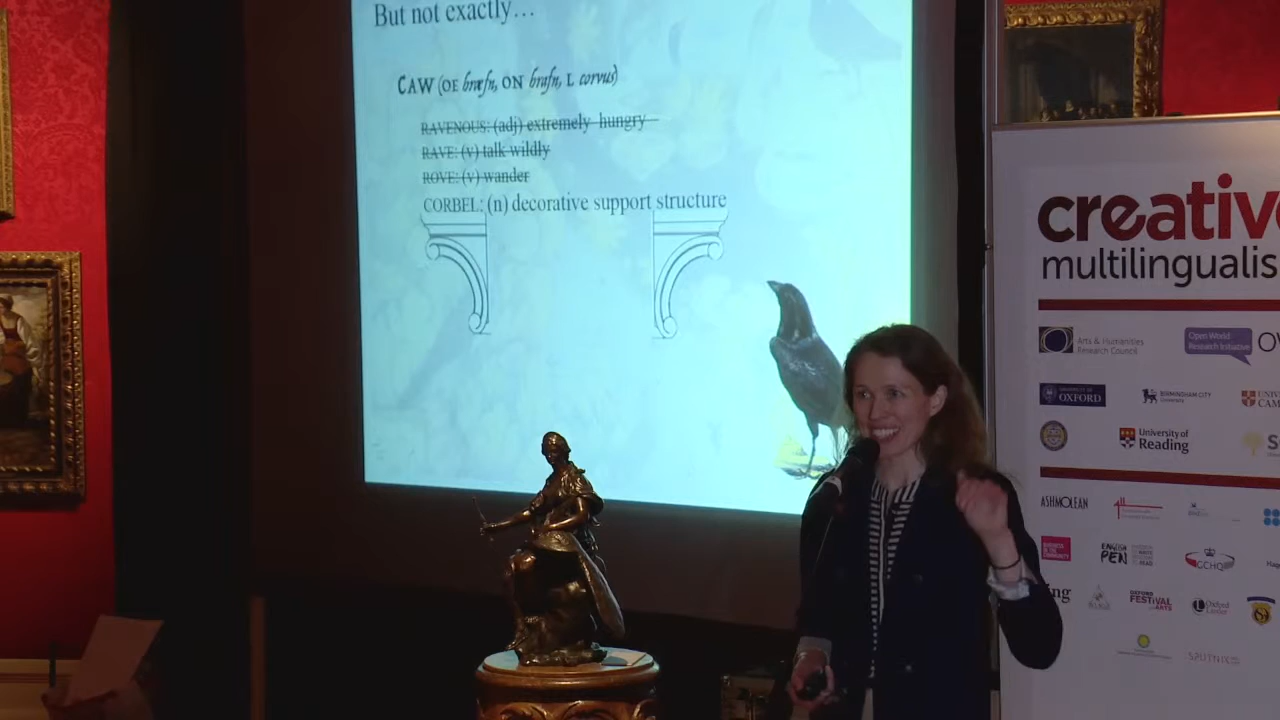 But not exactly…
CAW (OE hræfn, ON hrafn, L corvus)
RAVENOUS: (adj) extremely hungry
RAVE: (v) talk wildly
ROVE: (v) wander
CORBEL: (n) decorative support structure
creative
multilingualis
Arts & Humanities
Research Council
Open World
Research Initiative
UNIVERSITY OF
OXFORD
BIRMINGHAM CITY
University
University of
Reading
ASHMOLEAN
ENGLISH
PEN
GCHQ
OXFORD
FESTIVAL
OF THE ARTS
SPUTNIK